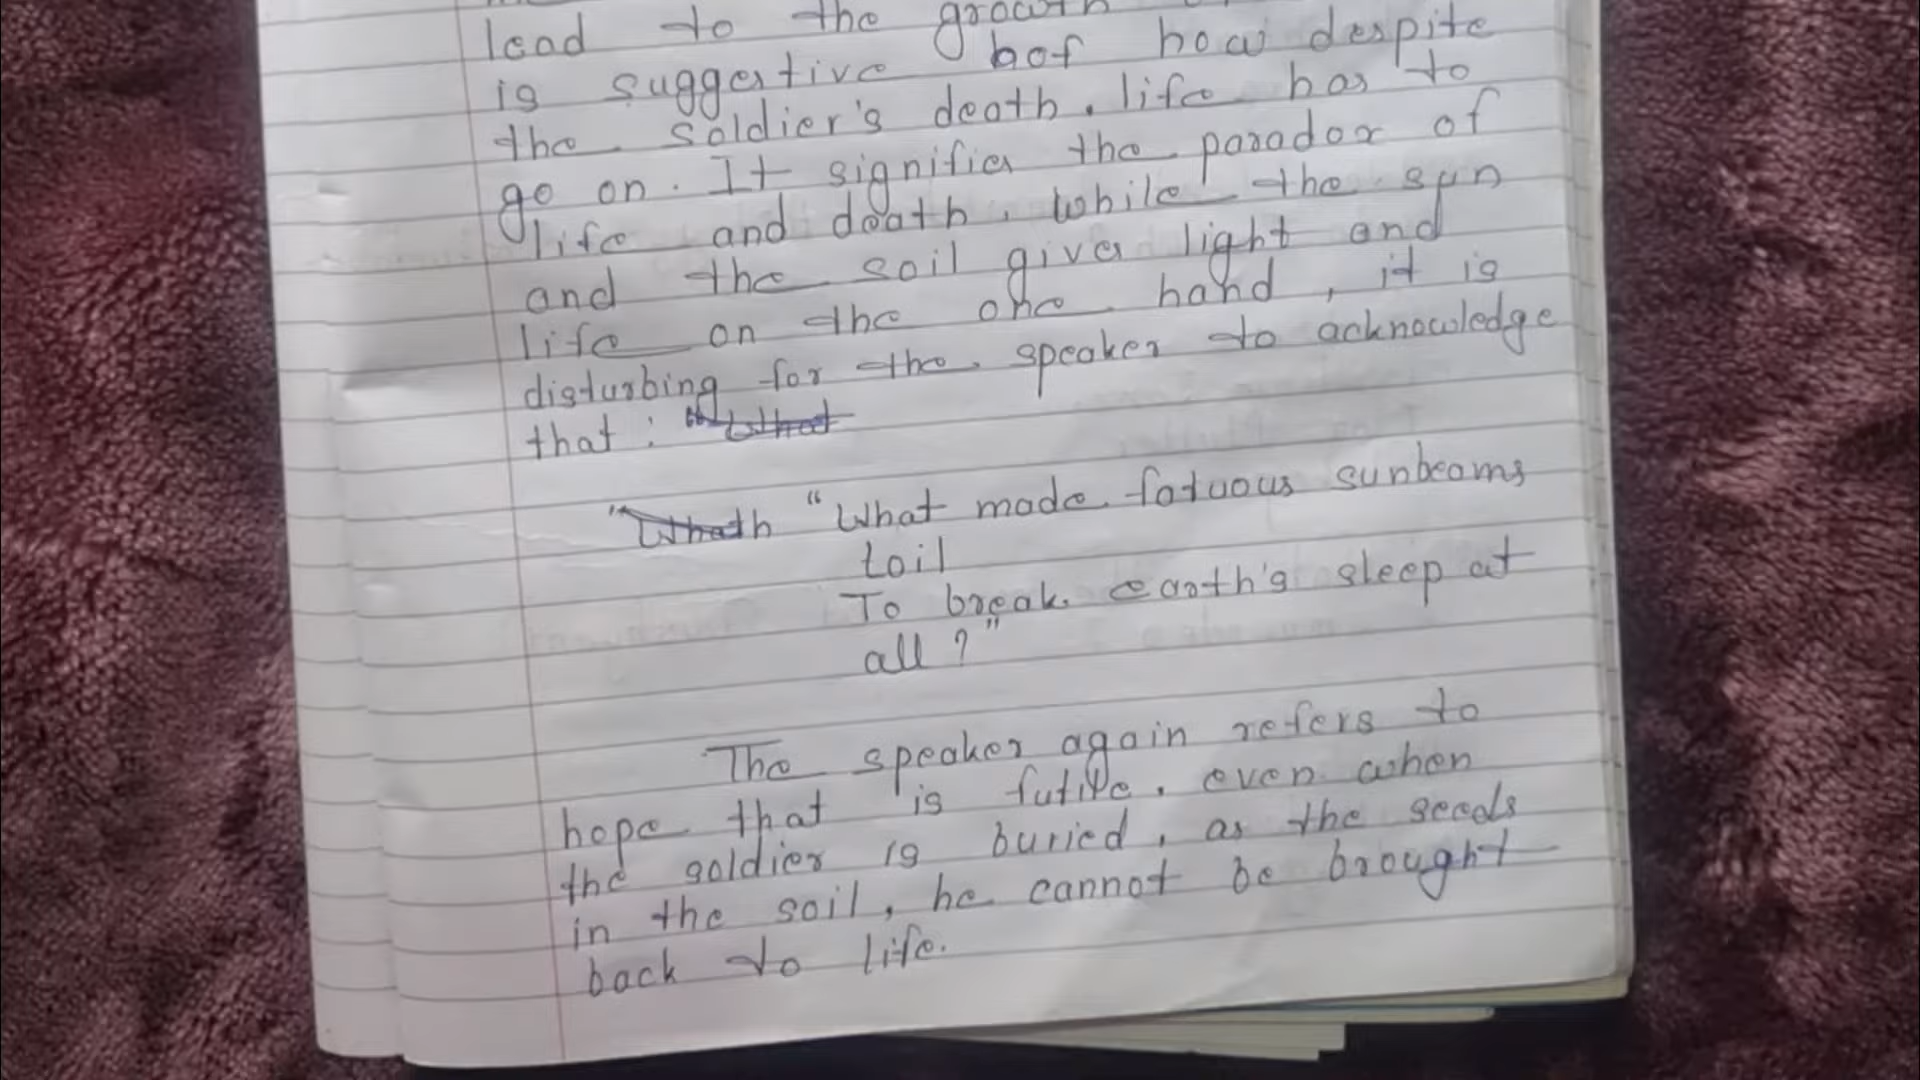 lead to the growth
is suggestive bof how despite
the soldier's death, life has to
go on. It signifies the paradox of
life and death, while the sun
and the soil gives light and
life on the one hand, it is
disturbing for the speaker to acknowledge
that: "What
"Whath "What made fatuous sunbeams
toil
To break earth's sleep at
all?"
The speaker again refers to
hope that is futile, even when
the soldier is buried, as the seeds
in the soil, he cannot be brought
back to life.